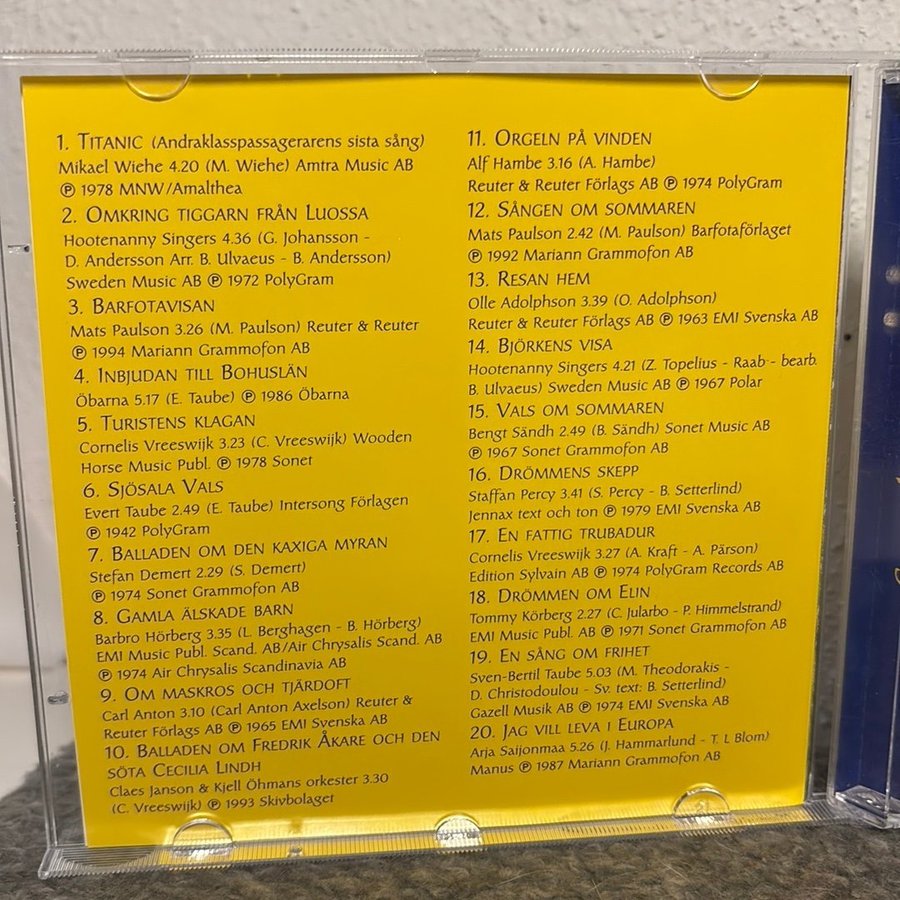 1. TITANIC (Andraklasspassagerarens sista sång)
Mikael Wiehe 4.20 (M. Wiehe) Amtra Music AB
℗ 1978 MNW/Amalthea
2. OMKRING TIGGARN FRÅN LUOSSA
Hootenanny Singers 4.36 (G. Johansson -
D. Andersson Arr. B. Ulvaeus - B. Andersson)
Sweden Music AB ℗ 1972 PolyGram
3. BARFOTAVISAN
Mats Paulson 3.26 (M. Paulson) Reuter & Reuter
℗ 1994 Mariann Grammofon AB
4. INBJUDAN TILL BOHUSLÄN
Öbarna 5.17 (E. Taube) ℗ 1986 Öbarna
5. TURISTENS KLAGAN
Cornelis Vreeswijk 3.23 (C. Vreeswijk) Wooden
Horse Music Publ. ℗ 1978 Sonet
6. SJÖSALA VALS
Evert Taube 2.49 (E. Taube) Intersong Förlagen
℗ 1942 PolyGram
7. BALLADEN OM DEN KAXIGA MYRAN
Stefan Demert 2.29 (S. Demert)
℗ 1974 Sonet Grammofon AB
8. GAMLA ÄLSKADE BARN
Barbro Hörberg 3.35 (L. Berghagen - B. Hörberg)
EMI Music Publ. Scand. AB/Air Chrysalis Scand. AB
℗ 1974 Air Chrysalis Scandinavia AB
9. OM MASKROS OCH TJÄRDOFT
Carl Anton 3.10 (Carl Anton Axelson) Reuter &
Reuter Förlags AB ℗ 1965 EMI Svenska AB
10. BALLADEN OM FREDRIK ÅKARE OCH DEN
SÖTA CECILIA LINDH
Claes Janson & Kjell Öhmans orkester 3.30
(C. Vreeswijk) ℗ 1993 Skivbolaget
11. ORGELN PÅ VINDEN
Alf Hambe 3.16 (A. Hambe)
Reuter & Reuter Förlags AB ℗ 1974 PolyGram
12. SÅNGEN OM SOMMAREN
Mats Paulson 2.42 (M. Paulson) Barfotaförlaget
℗ 1992 Mariann Grammofon AB
13. RESAN HEM
Olle Adolphson 3.39 (O. Adolphson)
Reuter & Reuter Förlags AB ℗ 1963 EMI Svenska AB
14. BJÖRKENS VISA
Hootenanny Singers 4.21 (Z. Topelius - Raab - bearb.
B. Ulvaeus) Sweden Music AB ℗ 1967 Polar
15. VALS OM SOMMAREN
Bengt Sändh 2.49 (B. Sändh) Sonet Music AB
℗ 1967 Sonet Grammofon AB
16. DRÖMMENS SKEPP
Staffan Percy 3.41 (S. Percy - B. Setterlind)
Jennax text och ton ℗ 1979 EMI Svenska AB
17. EN FATTIG TRUBADUR
Cornelis Vreeswijk 3.27 (A. Kraft - A. Pärson)
Edition Sylvain AB ℗ 1974 PolyGram Records AB
18. DRÖMMEN OM ELIN
Tommy Körberg 2.27 (C. Jularbo - P. Himmelstrand)
EMI Music Publ. AB ℗ 1971 Sonet Grammofon AB
19. EN SÅNG OM FRIHET
Sven-Bertil Taube 5.03 (M. Theodorakis -
D. Christodoulou - Sv. text: B. Setterlind)
Gazell Musik AB ℗ 1974 EMI Svenska AB
20. JAG VILL LEVA I EUROPA
Arja Saijonmaa 5.26 (J. Hammarlund - T. L Blom)
Manus ℗ 1987 Mariann Grammofon AB